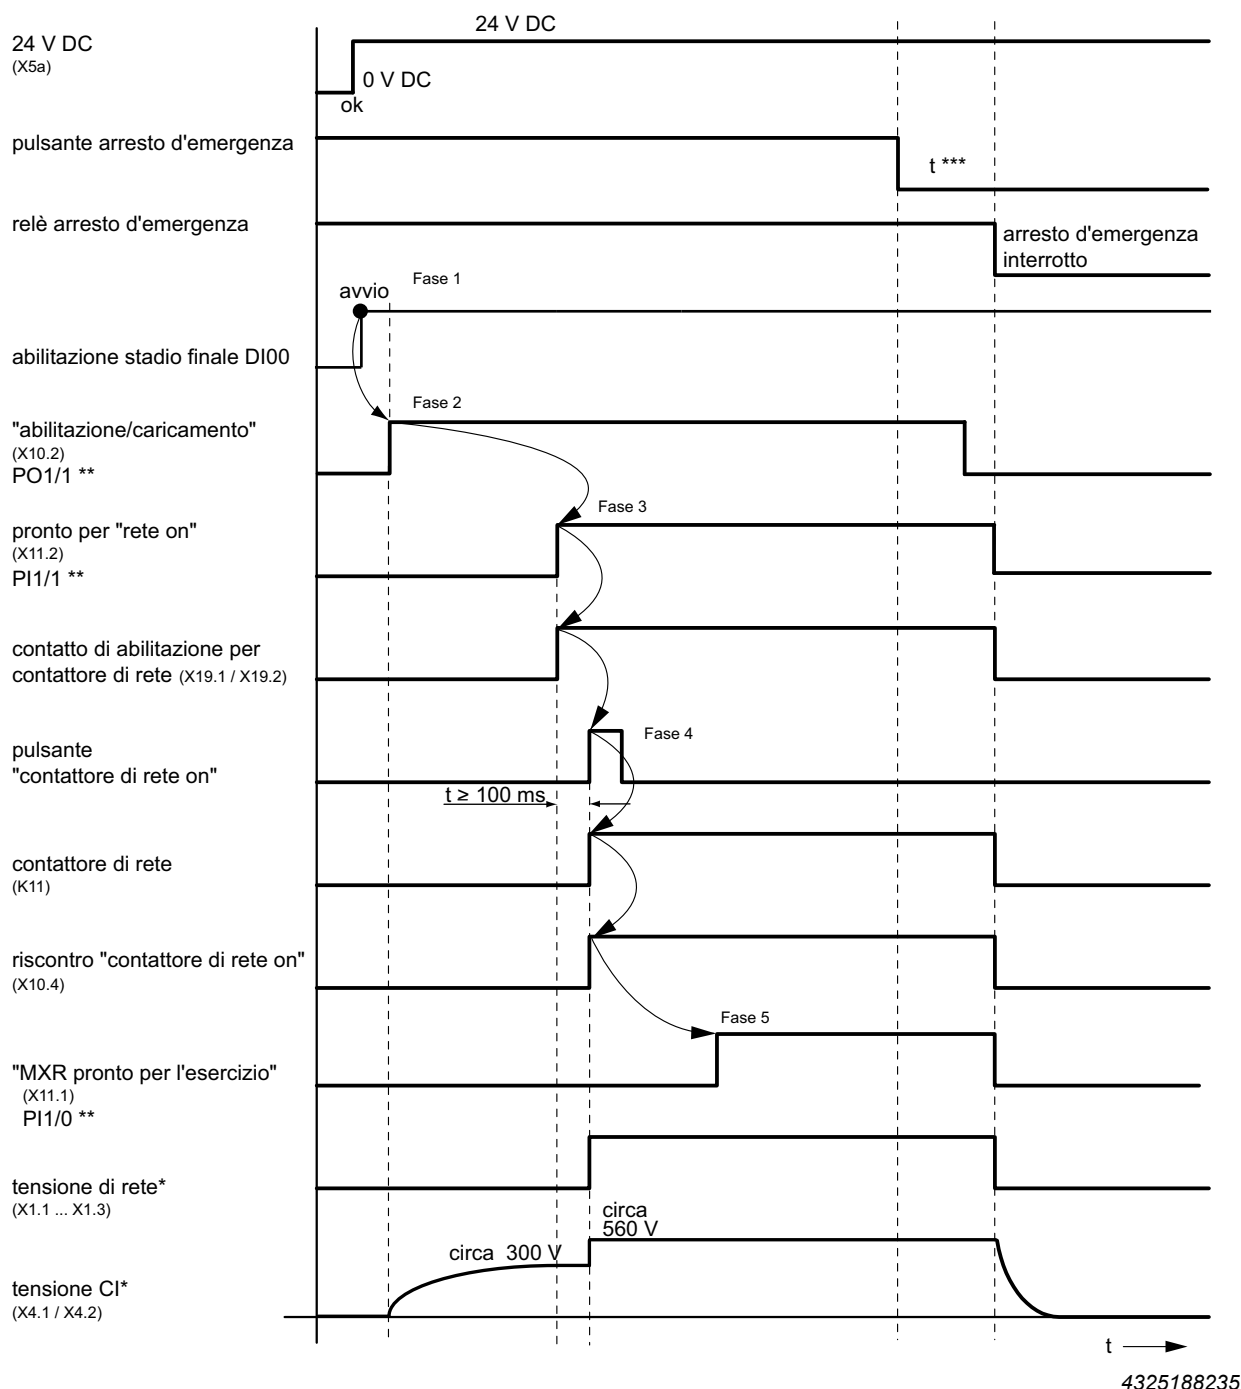 24 V DC
24 V DC
(X5a)
0 V DC
ok
pulsante arresto d'emergenza
t ***
relè arresto d'emergenza
arresto d'emergenza
interrotto
Fase 1
avvio
abilitazione stadio finale DI00
Fase 2
"abilitazione/caricamento"
(X10.2)
PO1/1 **
Fase 3
pronto per "rete on"
(X11.2)
PI1/1 **
contatto di abilitazione per
contattore di rete (X19.1 / X19.2)
Fase 4
pulsante
"contattore di rete on"
t ≥ 100 ms
contattore di rete
(K11)
riscontro "contattore di rete on"
(X10.4)
Fase 5
"MXR pronto per l'esercizio"
(X11.1)
PI1/0 **
tensione di rete*
(X1.1 ... X1.3)
circa
560 V
circa 300 V
tensione CI*
(X4.1 / X4.2)
t
4325188235